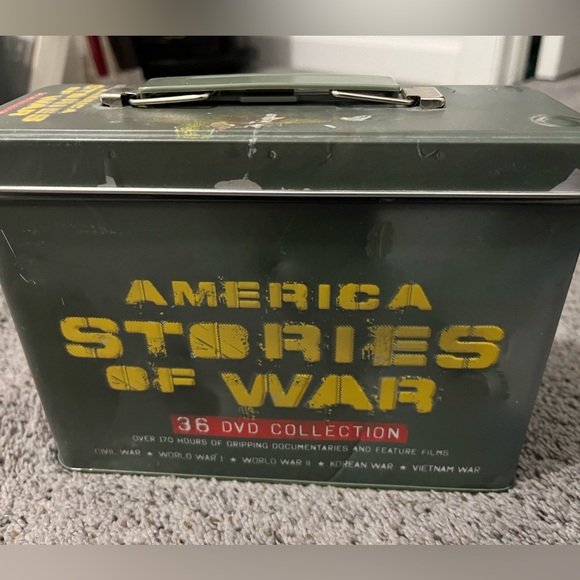 AMERICA
STORIES
OF WAR
36 DVD COLLECTION
OVER 170 HOURS OF GRIPPING DOCUMENTARIES AND FEATURE FILMS
CIVIL WAR ★ WORLD WAR I ★ WORLD WAR II ★ KOREAN WAR ★ VIETNAM WAR